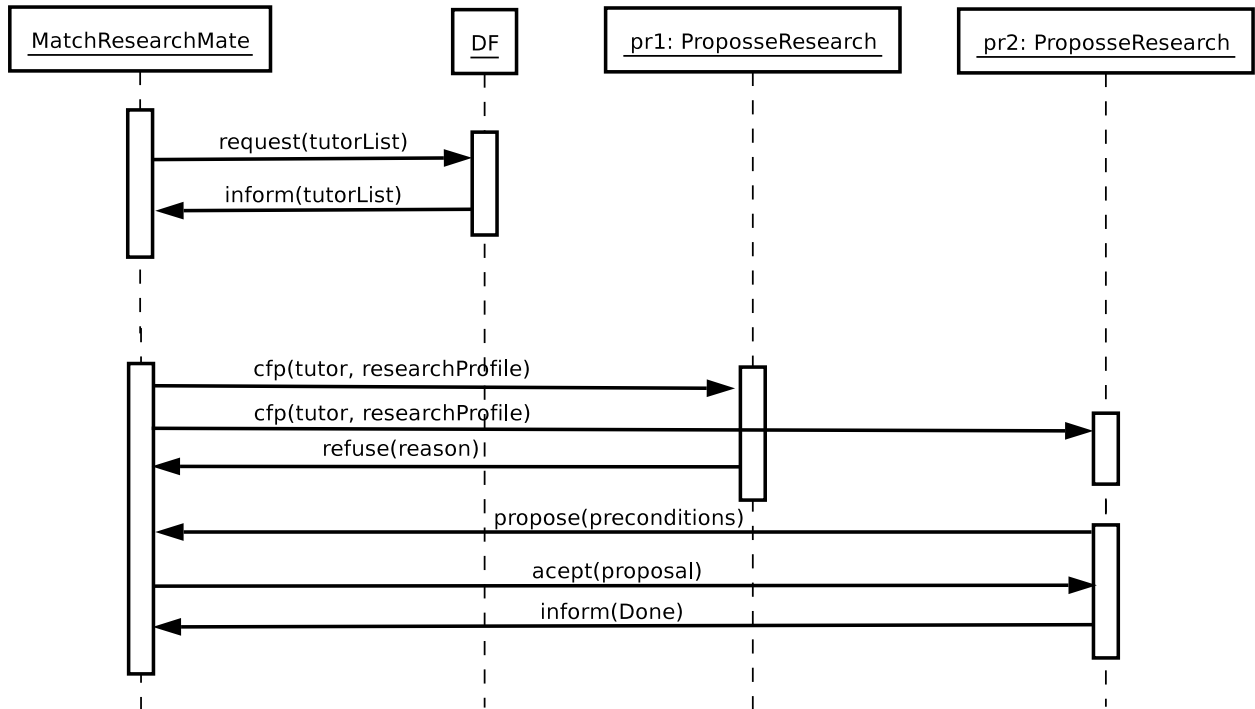 MatchResearchMate
DF
pr1: ProposseResearch
pr2: ProposseResearch
request(tutorList)
inform(tutorList)
cfp(tutor, researchProfile)
cfp(tutor, researchProfile)
refuse(reason)
propose(preconditions)
acept(proposal)
inform(Done)